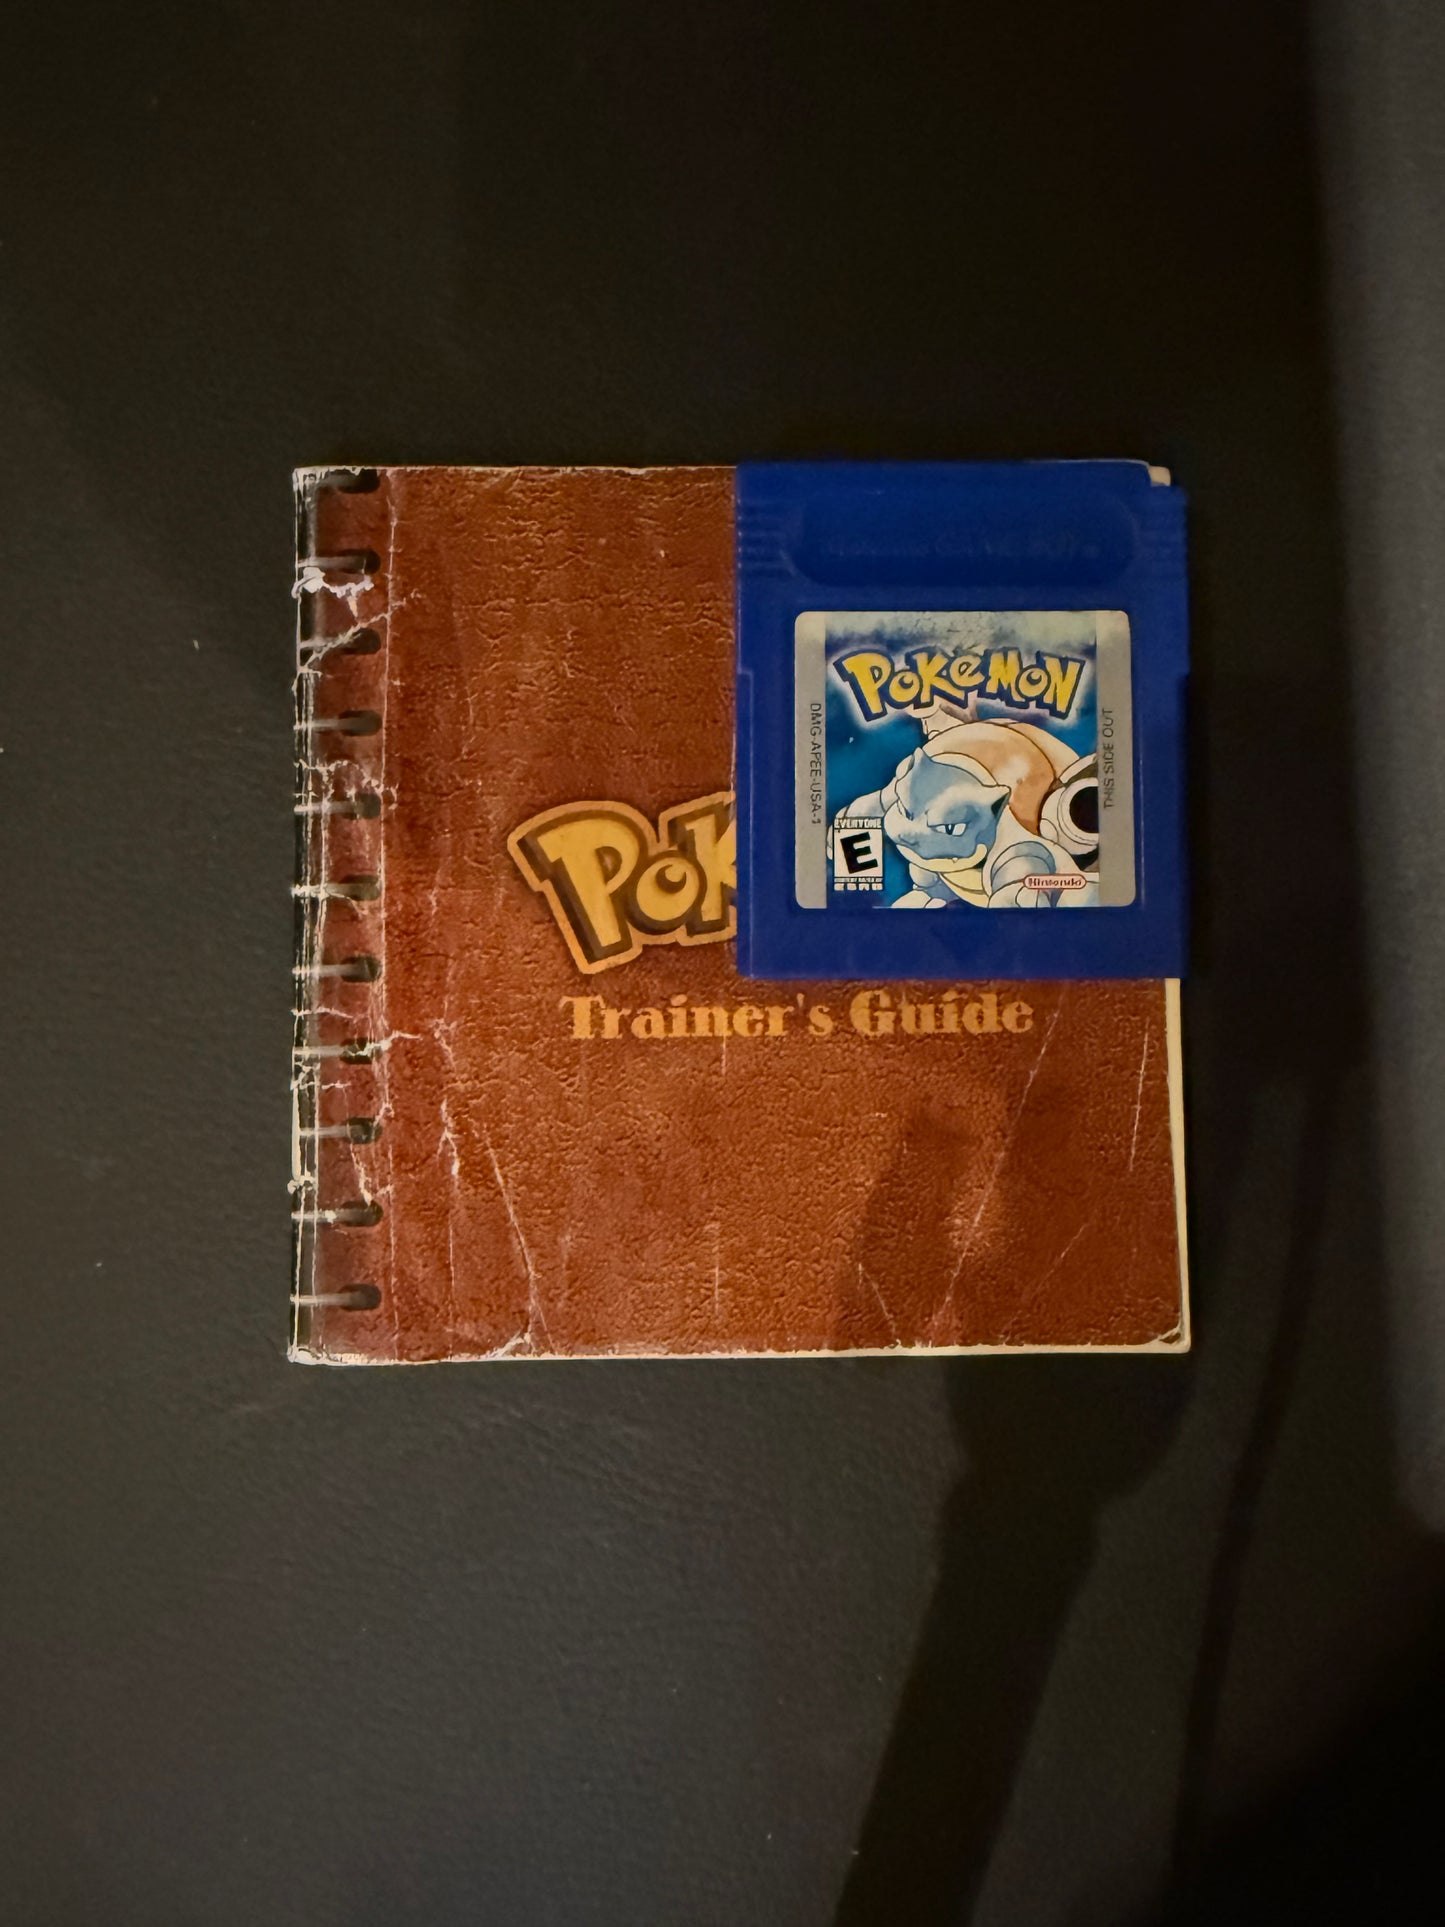 POKéMON
DMG-APEE-USA-1
THIS SIDE OUT
EVERYONE
E
ESRB
Nintendo
POK
Trainer's Guide